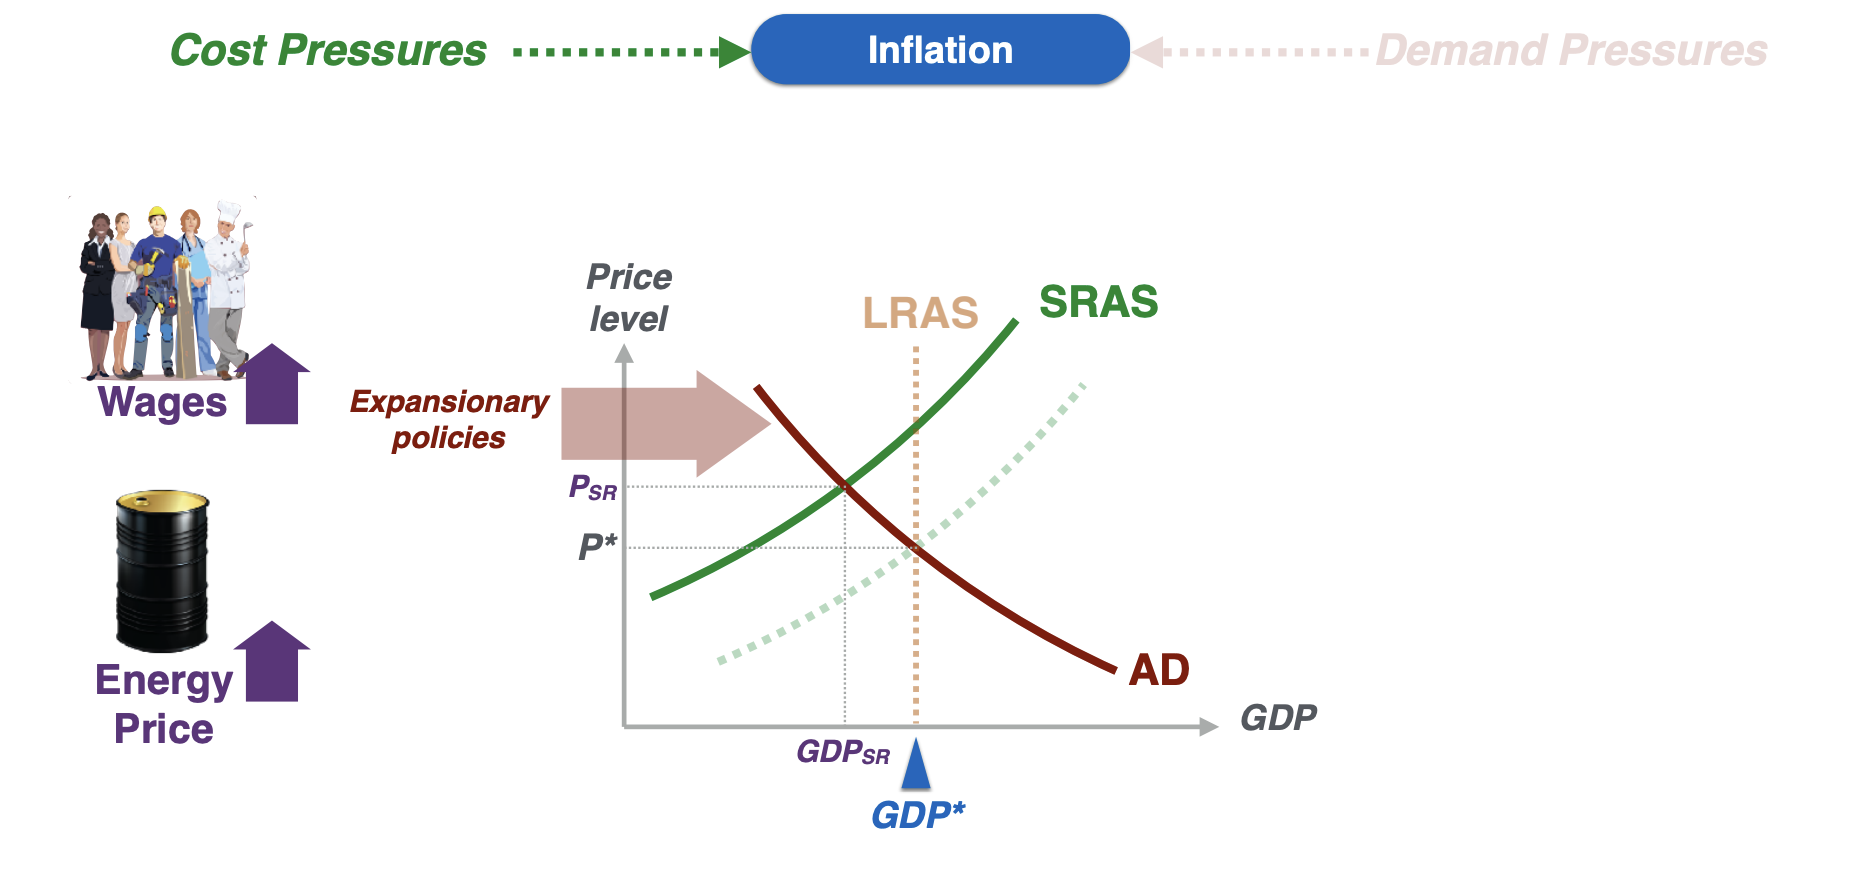 Cost Pressures
Inflation
Demand Pressures
Price
level
LRAS
SRAS
Wages
Expansionary
policies
PSR
P*
Energy
Price
AD
GDP
GDPSR
GDP*